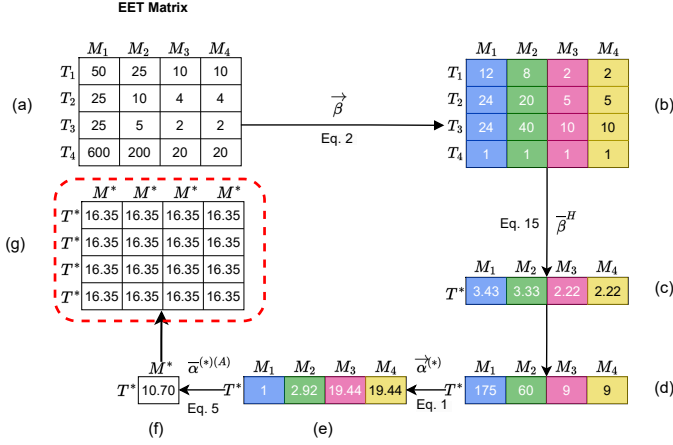 EET Matrix
M₁ M₂ M₃ M₄
T₁ 50 25 10 10
T₂ 25 10 4 4
T₃ 25 5 2 2
T₄ 600 200 20 20
(a)
β⃗
Eq. 2
M₁ M₂ M₃ M₄
T₁ 12 8 2 2
T₂ 24 20 5 5
T₃ 24 40 10 10
T₄ 1 1 1 1
(b)
M* M* M* M*
T* 16.35 16.35 16.35 16.35
T* 16.35 16.35 16.35 16.35
T* 16.35 16.35 16.35 16.35
T* 16.35 16.35 16.35 16.35
(g)
Eq. 15 β̅ᴴ
M₁ M₂ M₃ M₄
T* 3.43 3.33 2.22 2.22
(c)
M₁ M₂ M₃ M₄
T* 175 60 9 9
(d)
α⃗⁽*⁾
Eq. 1
M₁ M₂ M₃ M₄
T* 1 2.92 19.44 19.44
(e)
α̅⁽*⁾⁽ᴬ⁾
Eq. 5
M*
T* 10.70
(f)